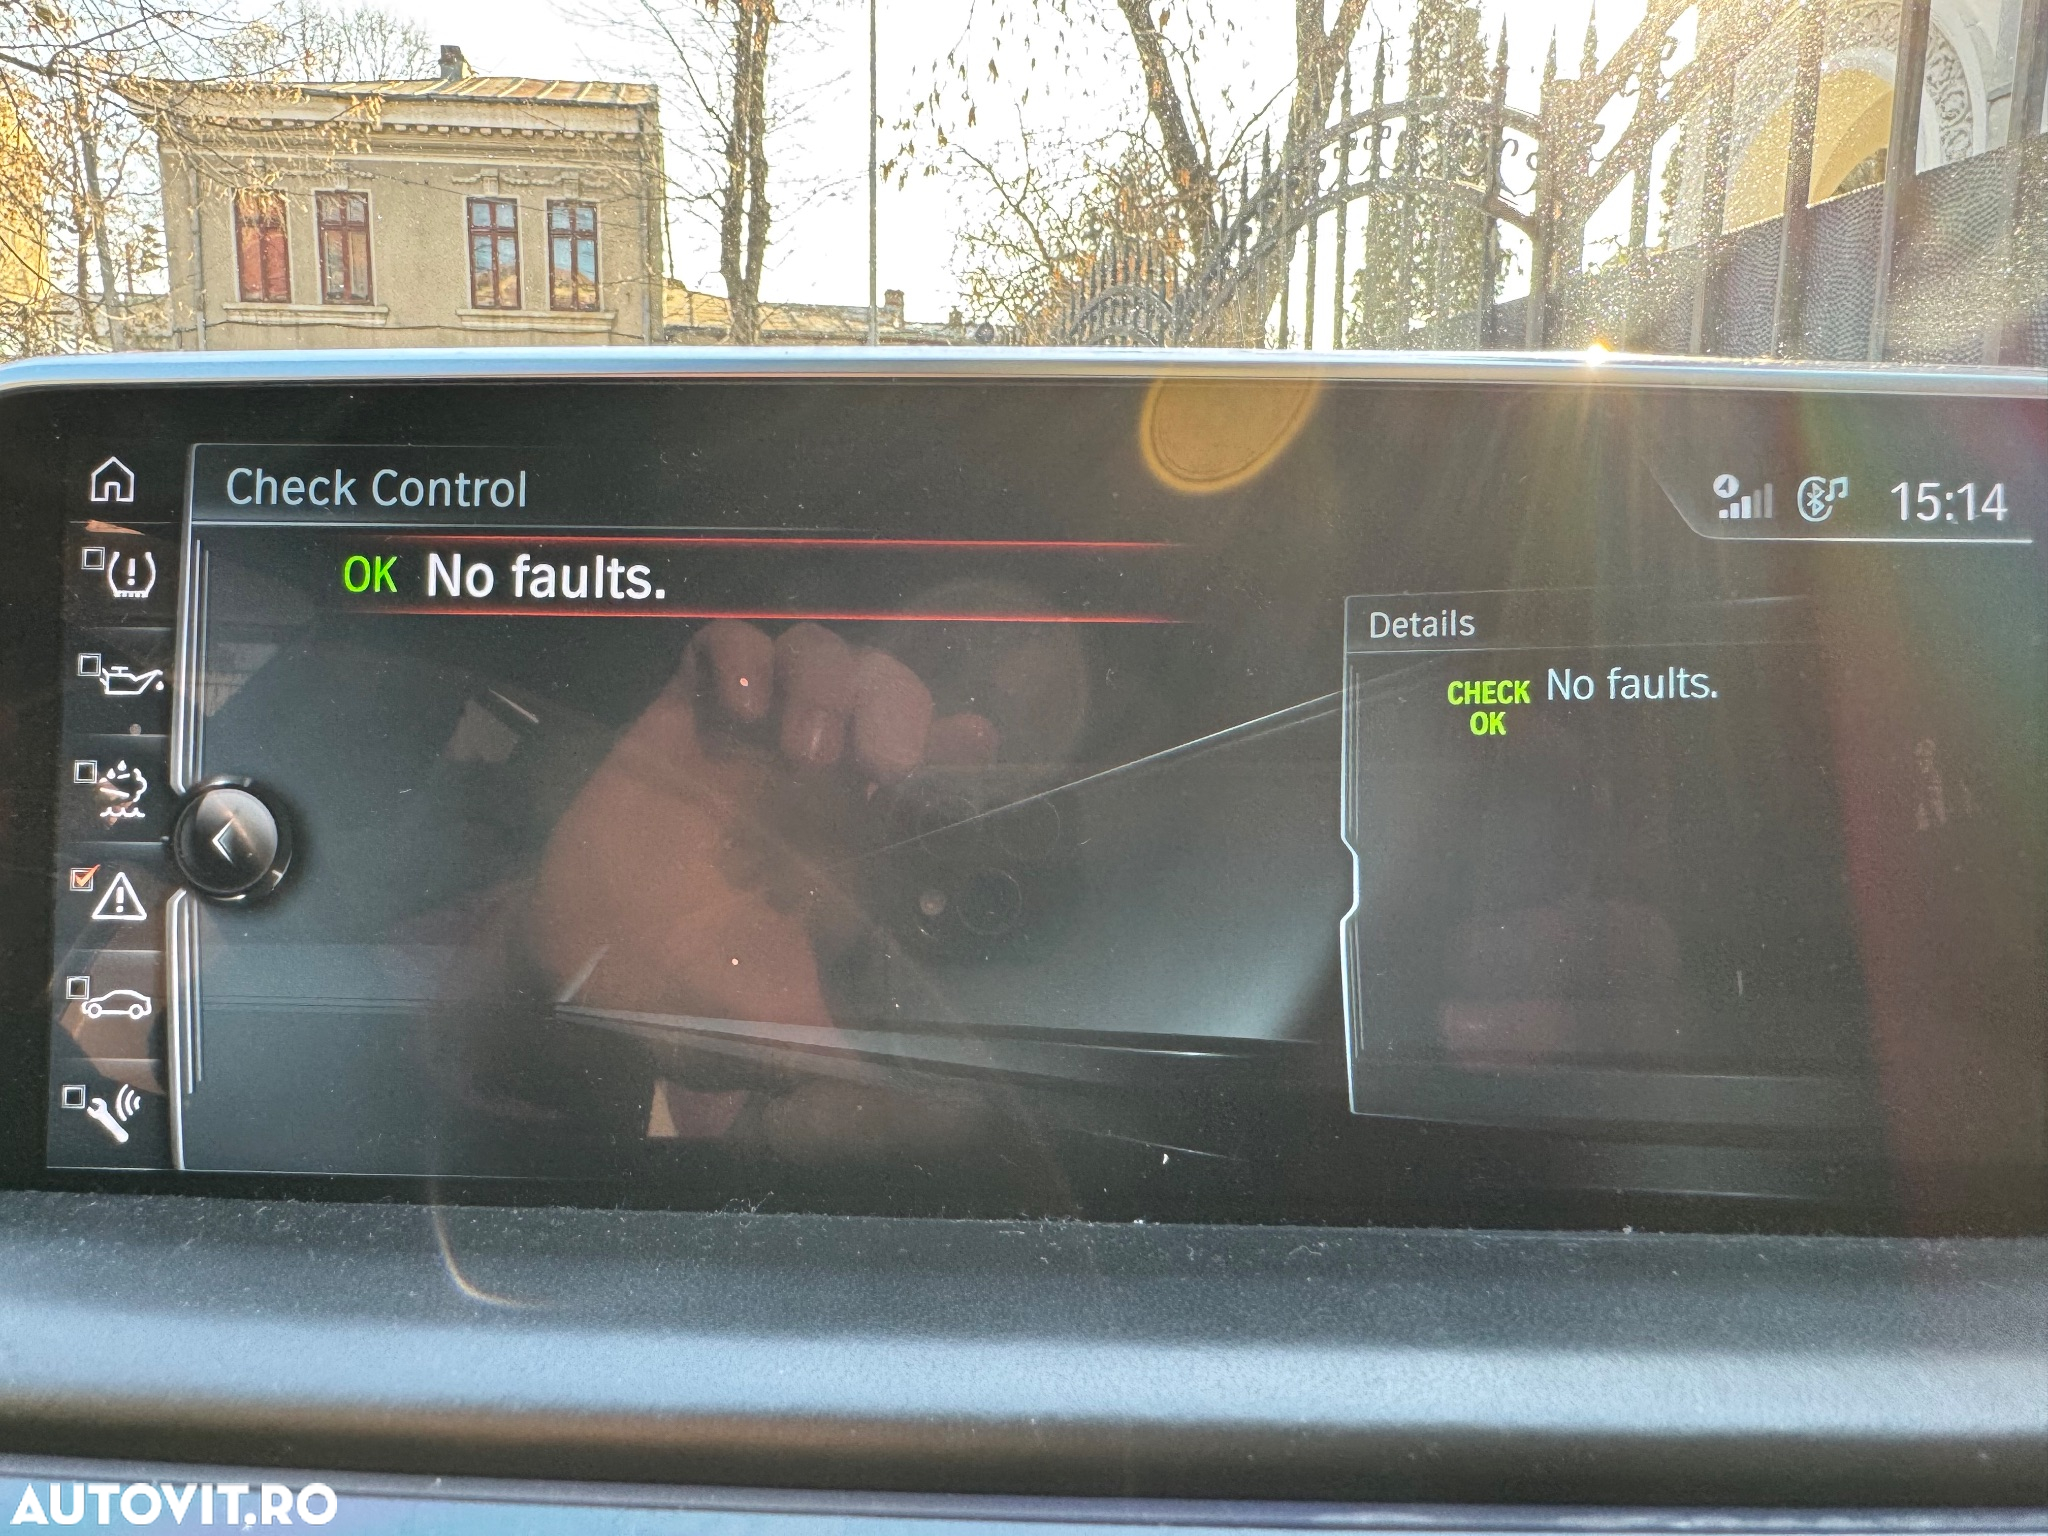 Check Control
15:14
OK No faults.
Details
CHECK OK No faults.
AUTOVIT.RO